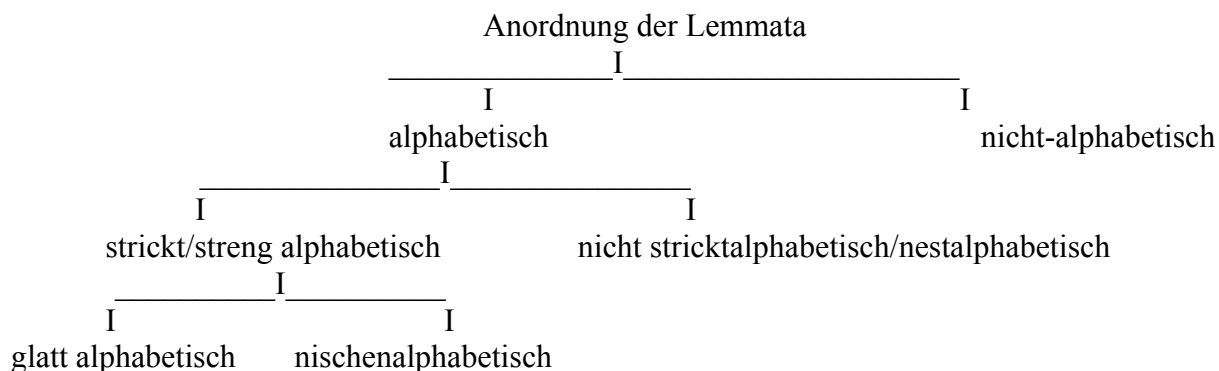 Anordnung der Lemmata
I
I I
alphabetisch nicht-alphabetisch
I
I I
strickt/streng alphabetisch nicht stricktalphabetisch/nestalphabetisch
I
I I
glatt alphabetisch nischenalphabetisch